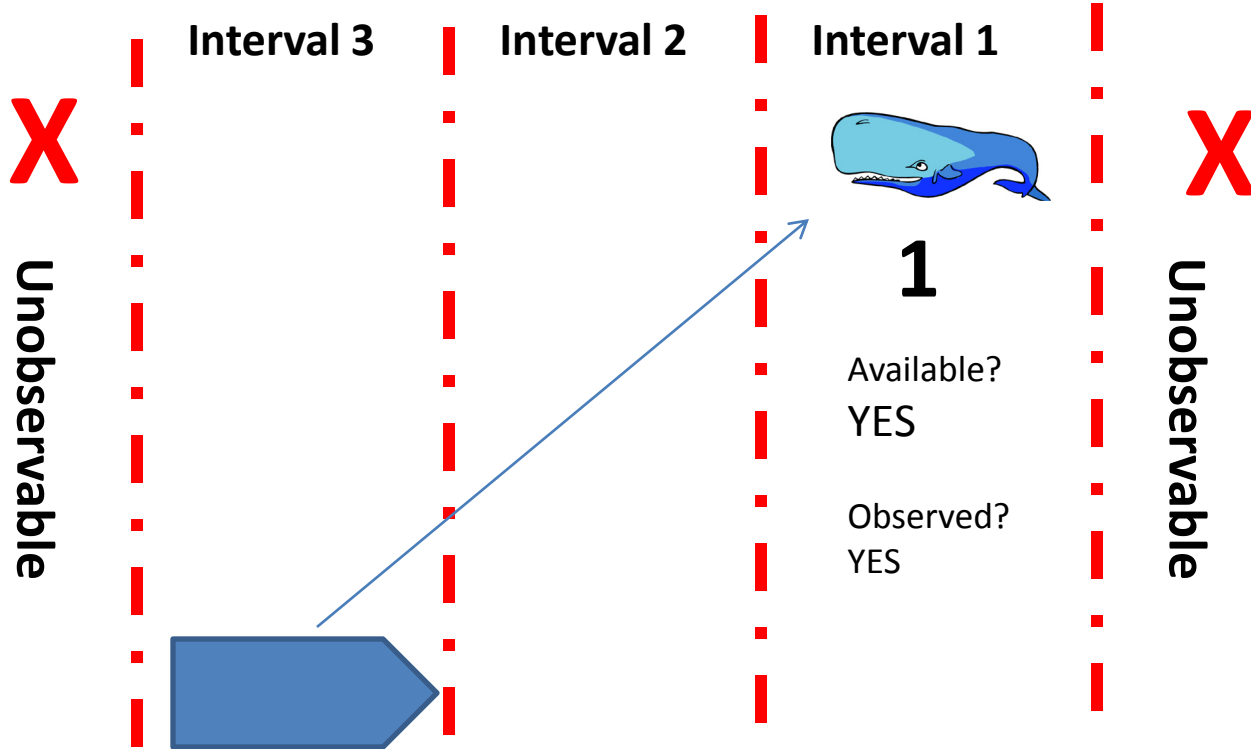 Interval 3
Interval 2
Interval 1
X
X
Unobservable
Unobservable
1
Available?
YES
Observed?
YES